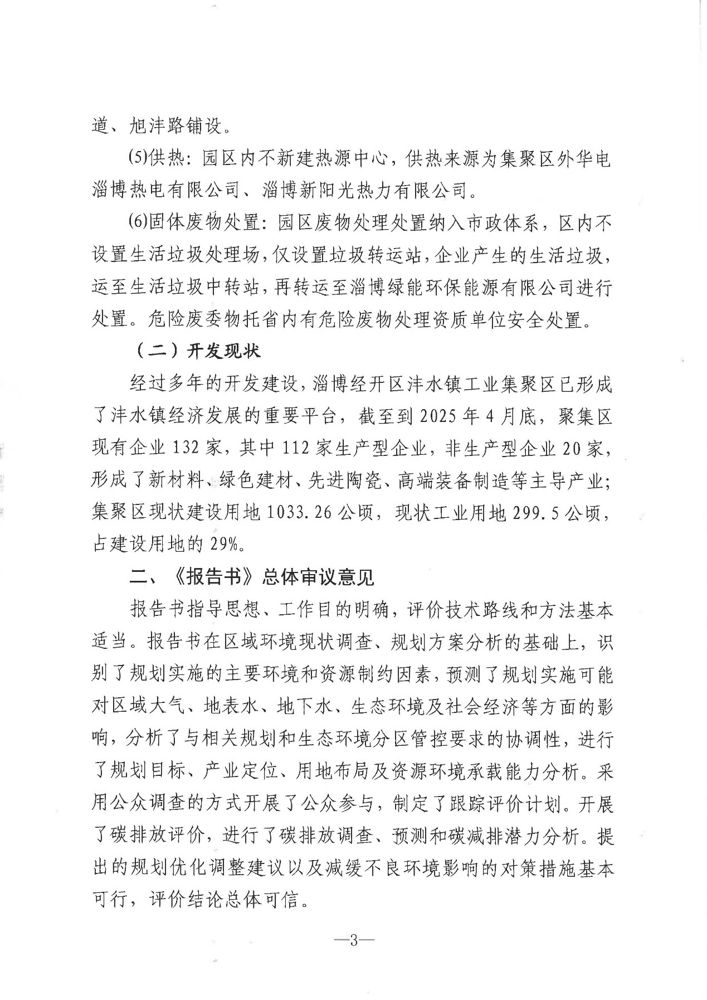 道、旭沣路铺设。
(5)供热：园区内不新建热源中心，供热来源为集聚区外华电
淄博热电有限公司、淄博新阳光热力有限公司。
(6)固体废物处置：园区废物处理处置纳入市政体系，区内不
设置生活垃圾处理场，仅设置垃圾转运站，企业产生的生活垃圾，
运至生活垃圾中转站，再转运至淄博绿能环保能源有限公司进行
处置。危险废委物托省内有危险废物处理资质单位安全处置。
（二）开发现状
经过多年的开发建设，淄博经开区沣水镇工业集聚区已形成
了沣水镇经济发展的重要平台，截至到 2025 年 4 月底，聚集区
现有企业 132 家，其中 112 家生产型企业，非生产型企业 20 家，
形成了新材料、绿色建材、先进陶瓷、高端装备制造等主导产业；
集聚区现状建设用地 1033.26 公顷，现状工业用地 299.5 公顷，
占建设用地的 29%。
二、《报告书》总体审议意见
报告书指导思想、工作目的明确，评价技术路线和方法基本
适当。报告书在区域环境现状调查、规划方案分析的基础上，识
别了规划实施的主要环境和资源制约因素，预测了规划实施可能
对区域大气、地表水、地下水、生态环境及社会经济等方面的影
响，分析了与相关规划和生态环境分区管控要求的协调性，进行
了规划目标、产业定位、用地布局及资源环境承载能力分析。采
用公众调查的方式开展了公众参与，制定了跟踪评价计划。开展
了碳排放评价，进行了碳排放调查、预测和碳减排潜力分析。提
出的规划优化调整建议以及减缓不良环境影响的对策措施基本
可行，评价结论总体可信。
—3—